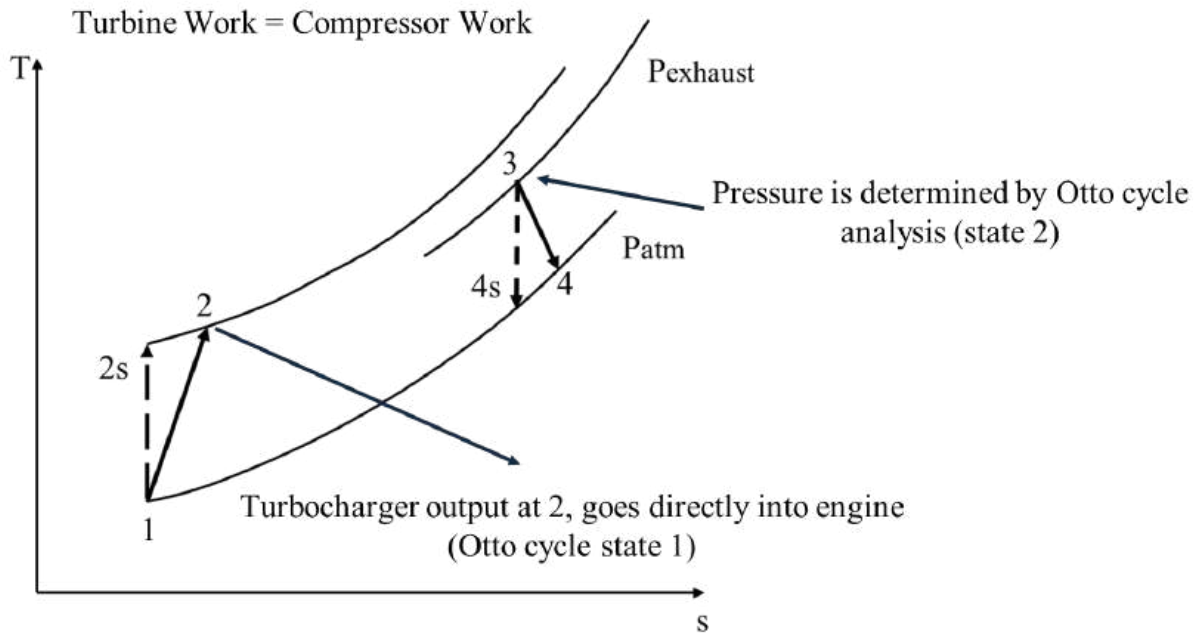 Turbine Work = Compressor Work
T
Pexhaust
3
Pressure is determined by Otto cycle
analysis (state 2)
Patm
4s
4
2
2s
Turbocharger output at 2, goes directly into engine
(Otto cycle state 1)
1
s